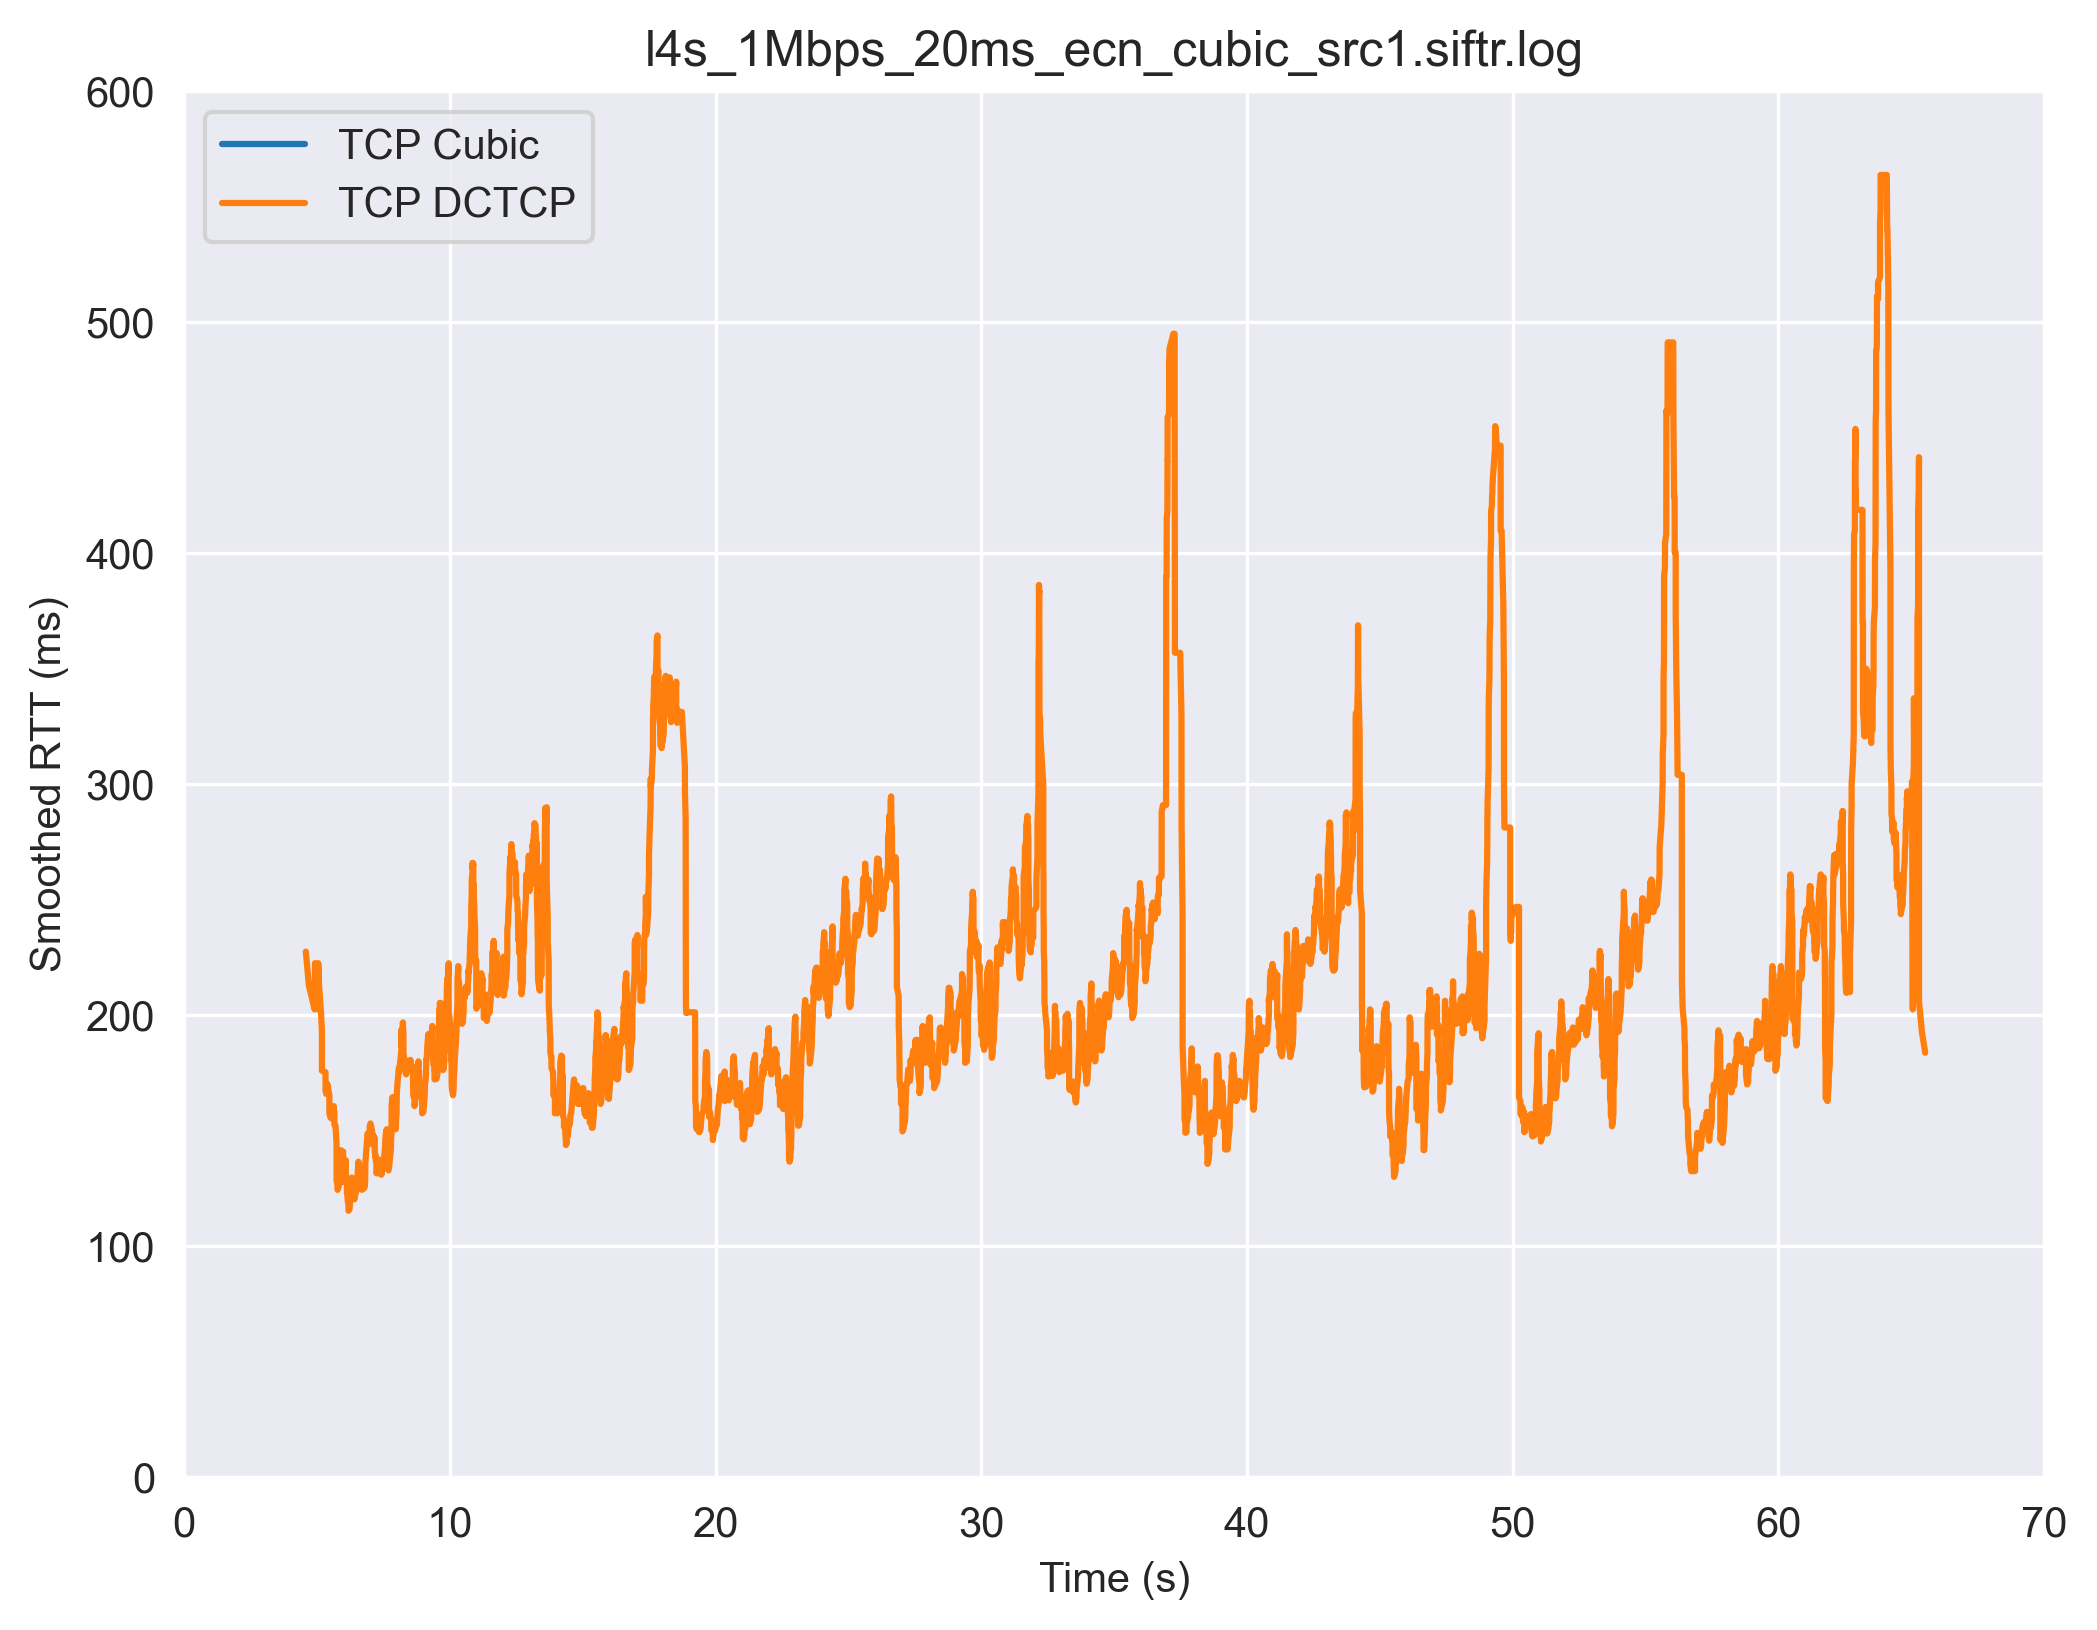 l4s_1Mbps_20ms_ecn_cubic_src1.siftr.log
600
500
400
300
200
100
0
TCP Cubic
TCP DCTCP
Smoothed RTT (ms)
0 10 20 30 40 50 60 70
Time (s)